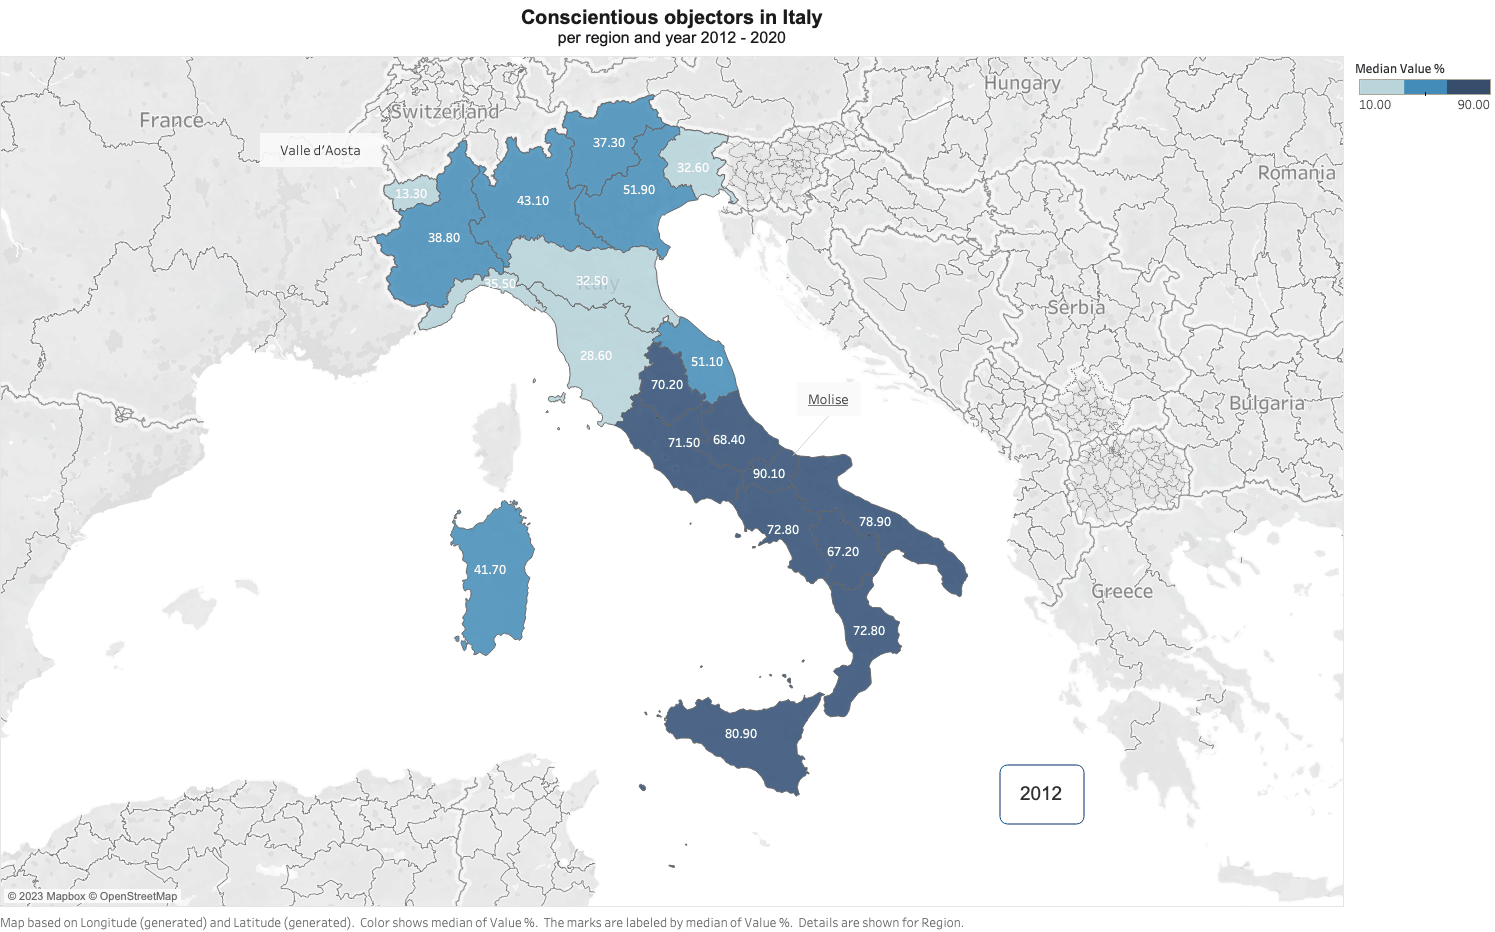 Conscientious objectors in Italy
per region and year 2012 - 2020
Median Value %
10.00 90.00
Hungary
France
Switzerland
Valle d'Aosta
37.30
32.60
Romania
13.30
51.90
43.10
38.80
35.50
32.50
Italy
Serbia
28.60
51.10
70.20
Molise
Bulgaria
71.50
68.40
90.10
78.90
72.80
67.20
41.70
Greece
72.80
80.90
2012
© 2023 Mapbox © OpenStreetMap
Map based on Longitude (generated) and Latitude (generated). Color shows median of Value %. The marks are labeled by median of Value %. Details are shown for Region.